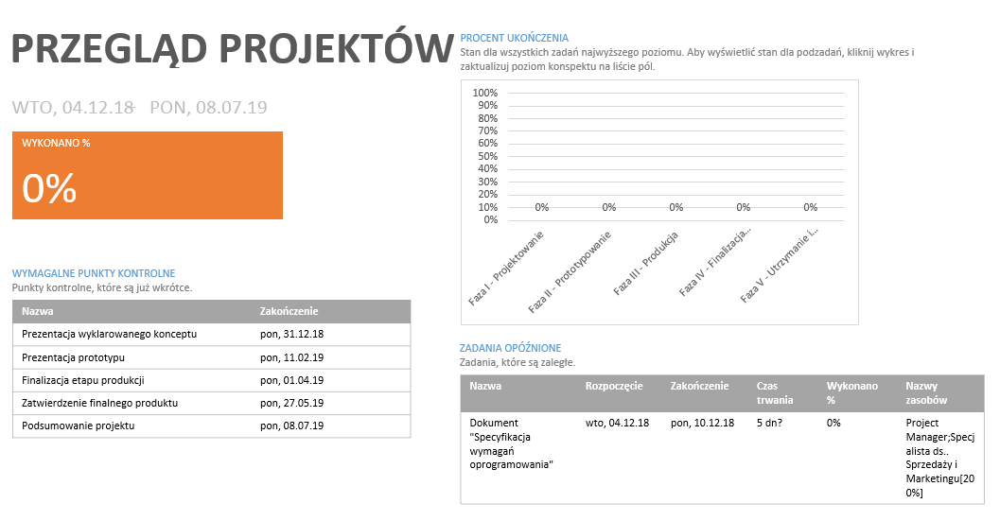 PRZEGLĄD PROJEKTÓW
WTO, 04.12.18- PON, 08.07.19
WYKONANO %
0%
WYMAGALNE PUNKTY KONTROLNE
Punkty kontrolne, które są już wkrótce.
Nazwa Zakończenie
Prezentacja wyklarowanego konceptu pon, 31.12.18
Prezentacja prototypu pon, 11.02.19
Finalizacja etapu produkcji pon, 01.04.19
Zatwierdzenie finalnego produktu pon, 27.05.19
Podsumowanie projektu pon, 08.07.19
PROCENT UKOŃCZENIA
Stan dla wszystkich zadań najwyższego poziomu. Aby wyświetlić stan dla podzadań, kliknij wykres i
zaktualizuj poziom konspektu na liście pól.
100%
90%
80%
70%
60%
50%
40%
30%
20%
10%
0%
0% 0% 0% 0% 0%
Faza I - Projektowanie
Faza II - Prototypowanie
Faza III - Produkcja
Faza IV - Finalizacja...
Faza V - Utrzymanie i...
ZADANIA OPÓŹNIONE
Zadania, które są zaległe.
Nazwa Rozpoczęcie Zakończenie Czas Wykonano Nazwy
trwania % zasobów
Dokument wto, 04.12.18 pon, 10.12.18 5 dn? 0% Project
"Specyfikacja Manager;Specj
wymagań alista ds..
oprogramowania" Sprzedaży i
Marketingu[20
0%]